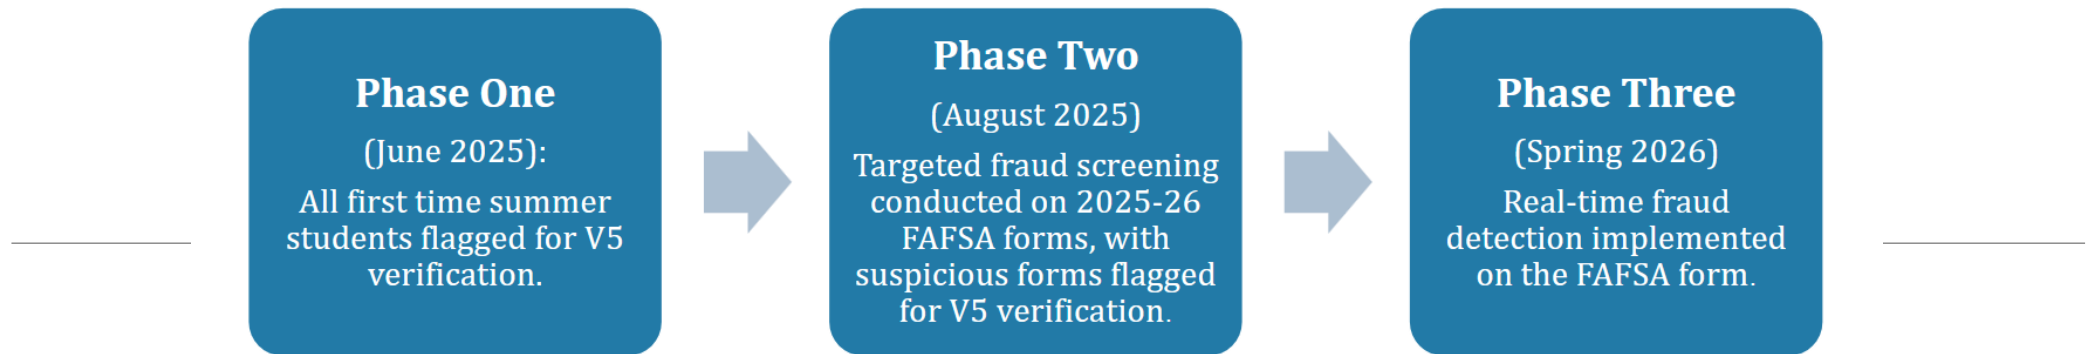 Phase One
(June 2025):
All first time summer
students flagged for V5
verification.
Phase Two
(August 2025)
Targeted fraud screening
conducted on 2025-26
FAFSA forms, with
suspicious forms flagged
for V5 verification.
Phase Three
(Spring 2026)
Real-time fraud
detection implemented
on the FAFSA form.